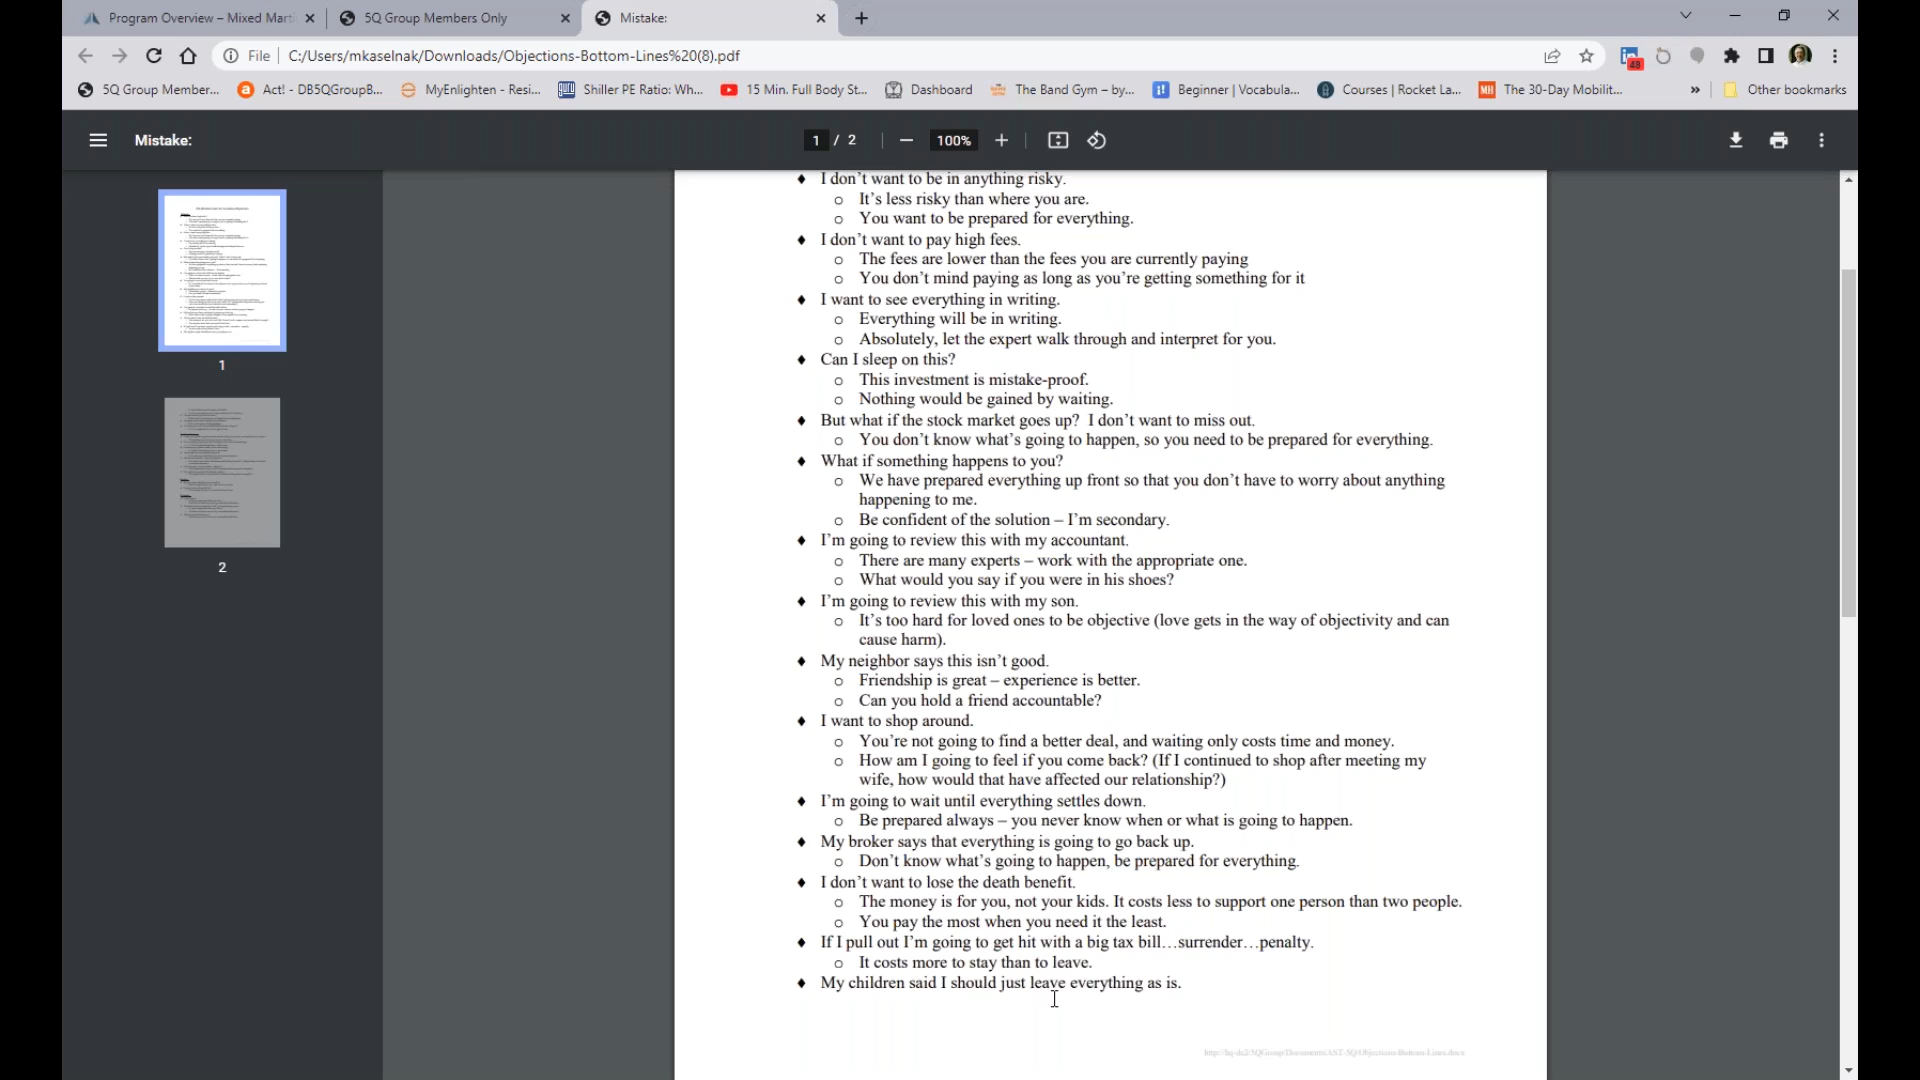 Program Overview – Mixed Marti
5Q Group Members Only
Mistake:
File
C:/Users/mkaselnak/Downloads/Objections-Bottom-Lines%20(8).pdf
48
5Q Group Member...
Act! - DB5QGroupB...
MyEnlighten - Resi...
Shiller PE Ratio: Wh...
15 Min. Full Body St...
Dashboard
The Band Gym – by...
Beginner | Vocabula...
Courses | Rocket La...
MH
The 30-Day Mobilit...
»
Other bookmarks
Mistake:
1 / 2
100%
♦ I don't want to be in anything risky.
o It's less risky than where you are.
o You want to be prepared for everything.
♦ I don't want to pay high fees.
o The fees are lower than the fees you are currently paying
o You don't mind paying as long as you're getting something for it
♦ I want to see everything in writing.
o Everything will be in writing.
o Absolutely, let the expert walk through and interpret for you.
♦ Can I sleep on this?
o This investment is mistake-proof.
o Nothing would be gained by waiting.
♦ But what if the stock market goes up?  I don't want to miss out.
o You don't know what's going to happen, so you need to be prepared for everything.
♦ What if something happens to you?
o We have prepared everything up front so that you don't have to worry about anything
happening to me.
o Be confident of the solution – I'm secondary.
♦ I'm going to review this with my accountant.
o There are many experts – work with the appropriate one.
o What would you say if you were in his shoes?
♦ I'm going to review this with my son.
o It's too hard for loved ones to be objective (love gets in the way of objectivity and can
cause harm).
♦ My neighbor says this isn't good.
o Friendship is great – experience is better.
o Can you hold a friend accountable?
♦ I want to shop around.
o You're not going to find a better deal, and waiting only costs time and money.
o How am I going to feel if you come back? (If I continued to shop after meeting my
wife, how would that have affected our relationship?)
♦ I'm going to wait until everything settles down.
o Be prepared always – you never know when or what is going to happen.
♦ My broker says that everything is going to go back up.
o Don't know what's going to happen, be prepared for everything.
♦ I don't want to lose the death benefit.
o The money is for you, not your kids. It costs less to support one person than two people.
o You pay the most when you need it the least.
♦ If I pull out I'm going to get hit with a big tax bill…surrender…penalty.
o It costs more to stay than to leave.
♦ My children said I should just leave everything as is.
1
2